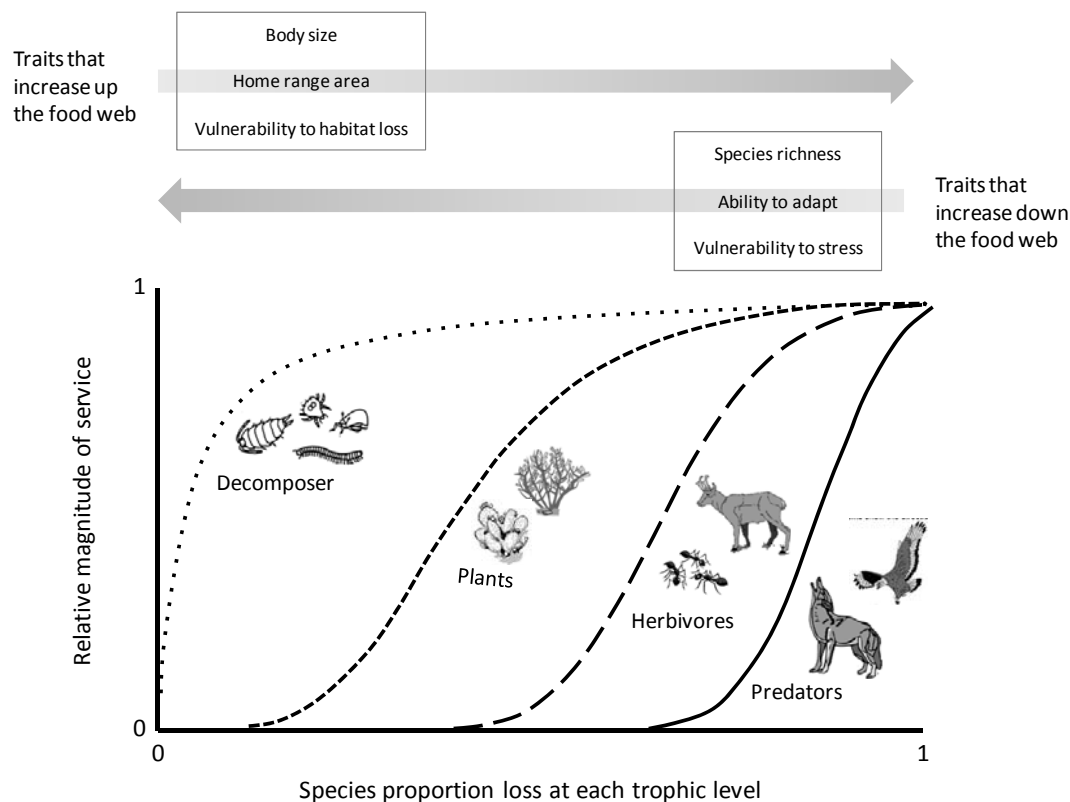 Body size
Traits that
increase up
the food web
Home range area
Vulnerability to habitat loss
Species richness
Ability to adapt
Vulnerability to stress
Traits that
increase down
the food web
1
Relative magnitude of service
Decomposer
Plants
Herbivores
Predators
0
0
1
Species proportion loss at each trophic level